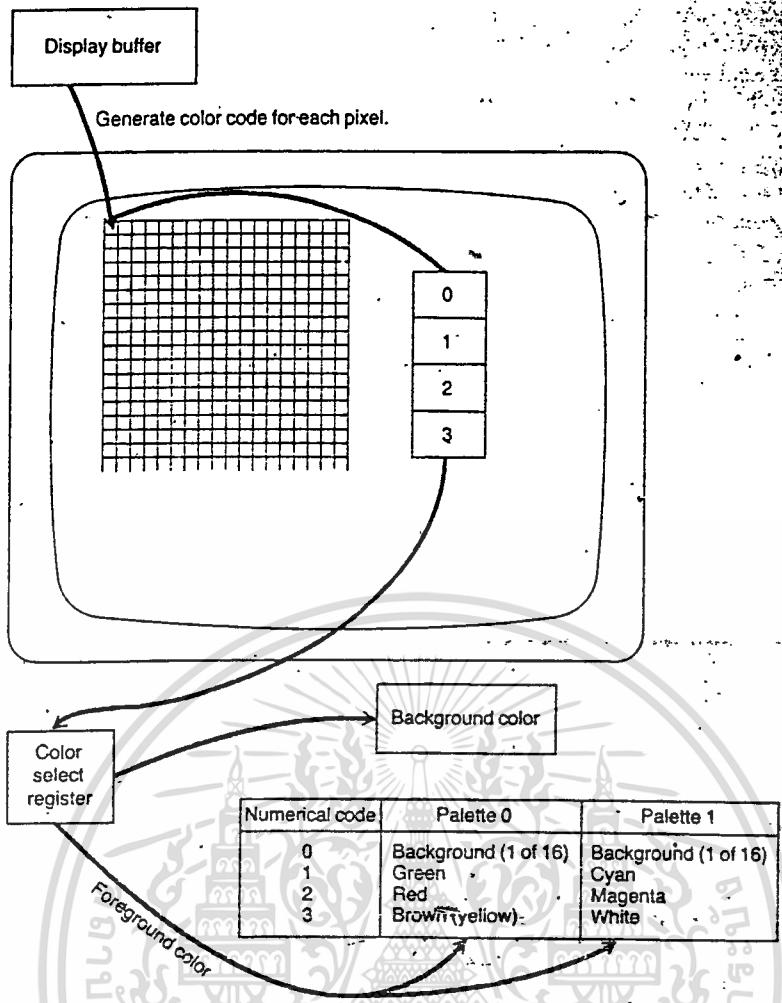 Display buffer
Generate color code for each pixel.
0
1
2
3
Background color
Color
select
register
Foreground color
Numerical code Palette 0 Palette 1
0 Background (1 of 16) Background (1 of 16)
1 Green Cyan
2 Red Magenta
3 Brown (yellow) White